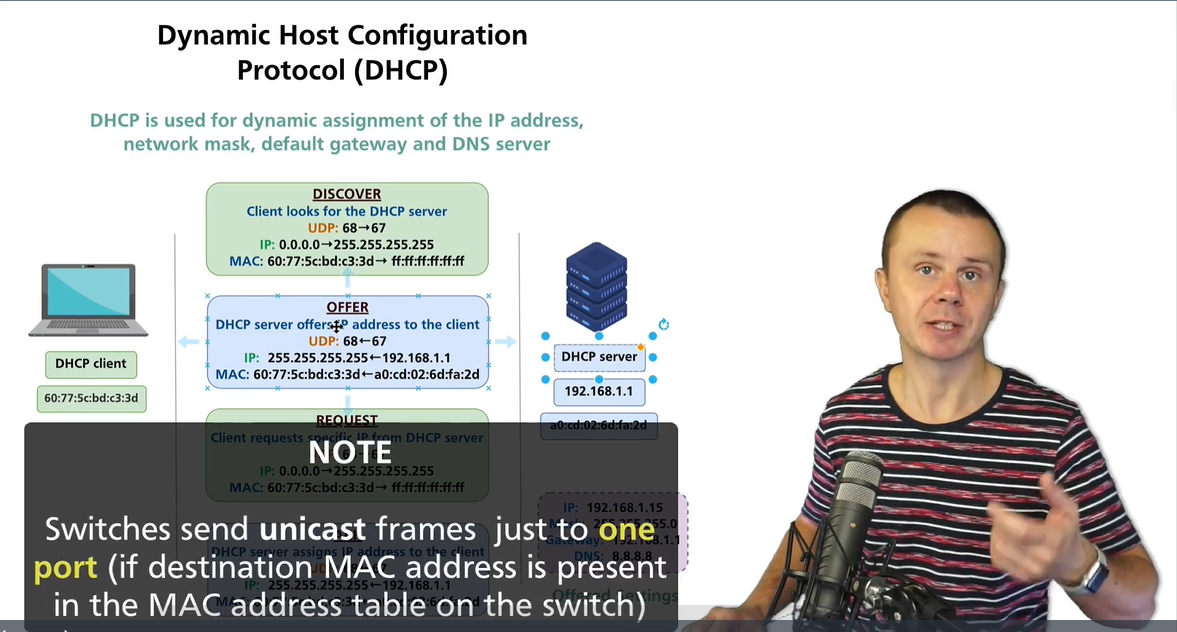 Dynamic Host Configuration
Protocol (DHCP)
DHCP is used for dynamic assignment of the IP address,
network mask, default gateway and DNS server
DISCOVER
Client looks for the DHCP server
UDP: 68→67
IP: 0.0.0.0→255.255.255.255
MAC: 60:77:5c:bd:c3:3d→ ff:ff:ff:ff:ff:ff
OFFER
DHCP server offers IP address to the client
UDP: 68←67
IP: 255.255.255.255←192.168.1.1
MAC: 60:77:5c:bd:c3:3d←a0:cd:02:6d:fa:2d
DHCP client
60:77:5c:bd:c3:3d
DHCP server
192.168.1.1
a0:cd:02:6d:fa:2d
REQUEST
Client requests specific IP from DHCP server
IP: 0.0.0.0→255.255.255.255
MAC: 60:77:5c:bd:c3:3d→ ff:ff:ff:ff:ff:ff
IP: 192.168.1.15
Gateway: 192.168.1.1
DNS: 8.8.8.8
DHCP server assigns IP address to the client
IP: 255.255.255.255←192.168.1.1
Offered settings
NOTE
Switches send unicast frames just to one
port (if destination MAC address is present
in the MAC address table on the switch)